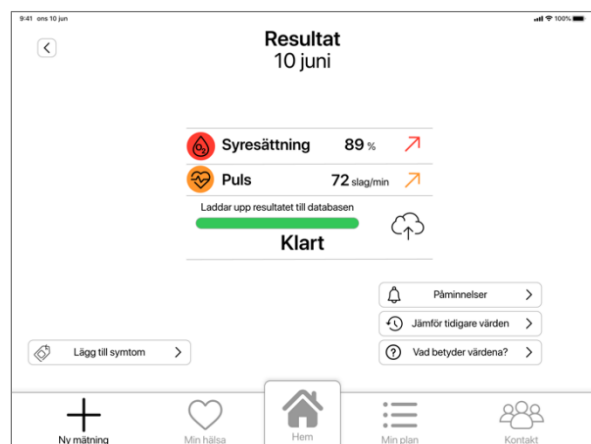 9:41 ons 10 jun
100%
Resultat
10 juni
O₂ Syresättning 89 %
Puls 72 slag/min
Laddar upp resultatet till databasen
Klart
Påminnelser
Jämför tidigare värden
Lägg till symtom
? Vad betyder värdena?
Ny mätning
Min hälsa
Hem
Min plan
Kontakt